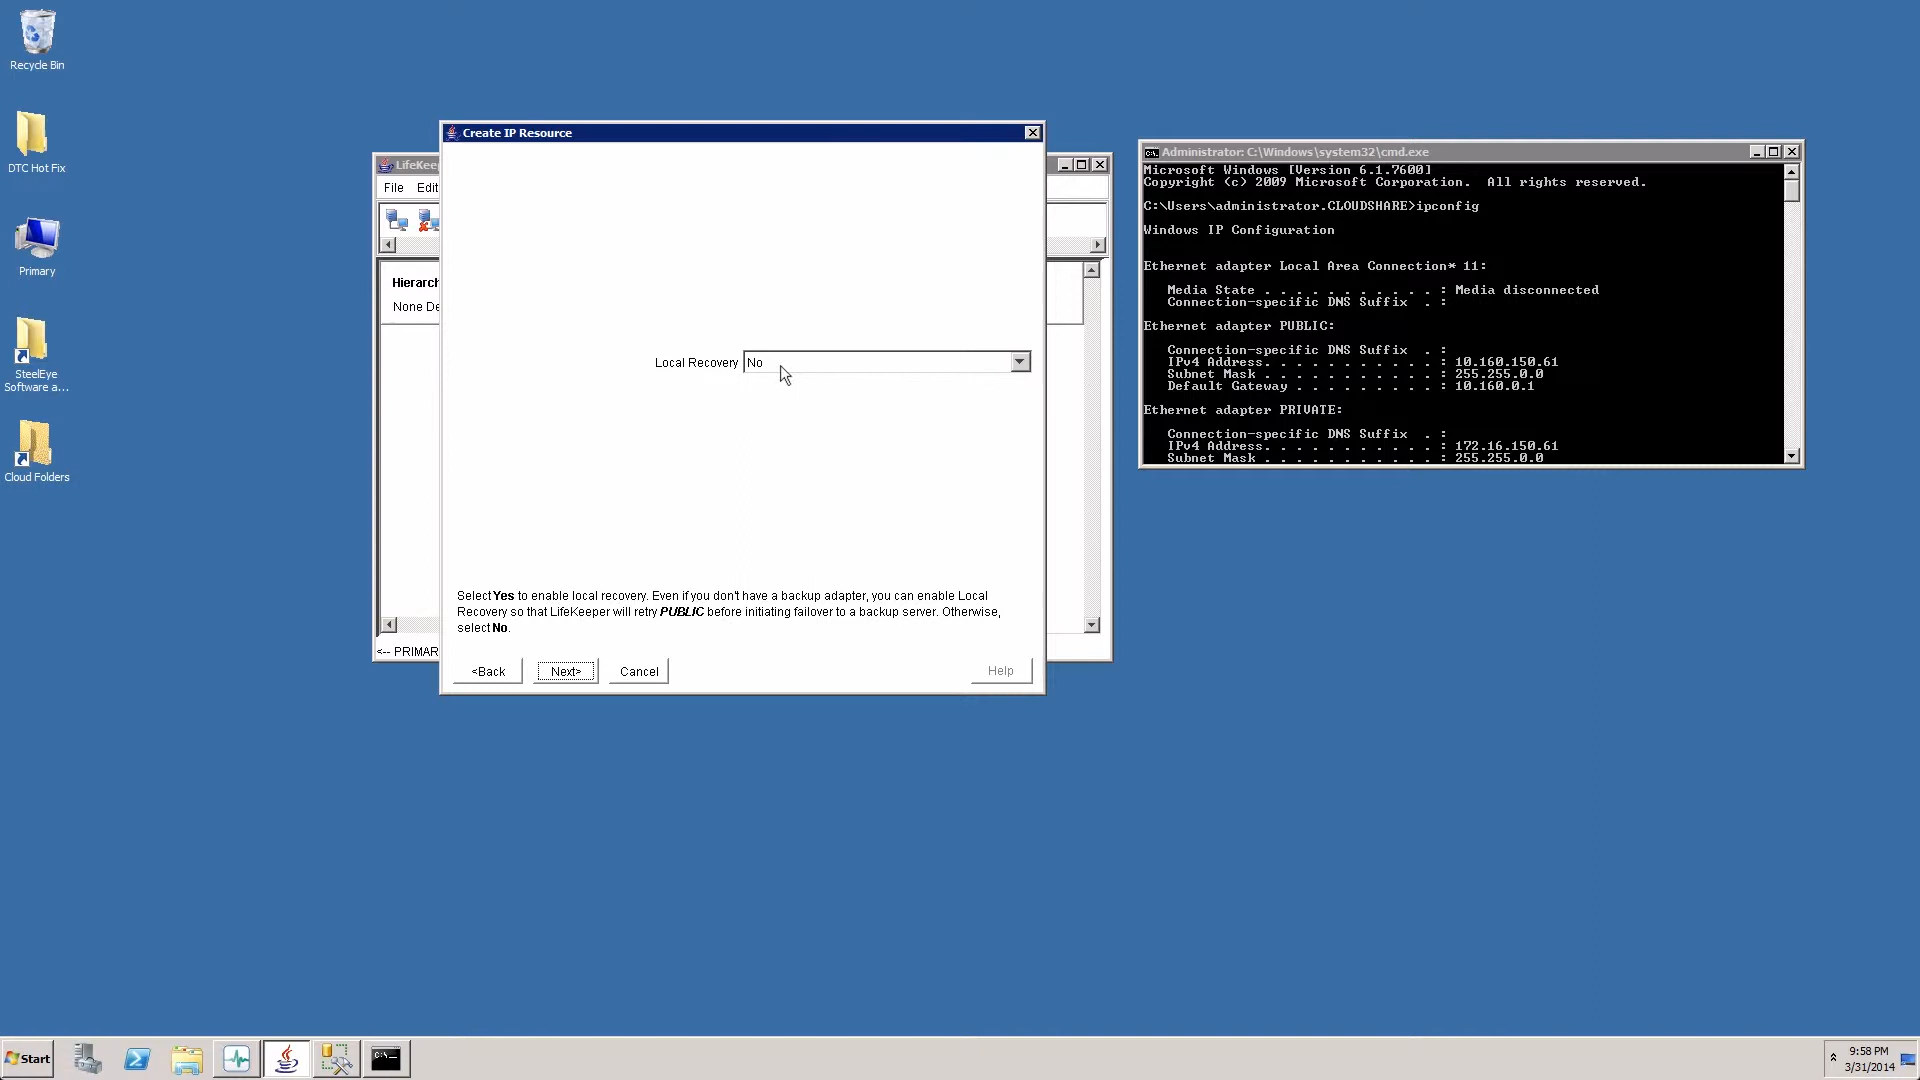 Recycle Bin
DTC Hot Fix
Primary
SteelEye
Software a...
Cloud Folders
LifeKeep
File Edit
Hierarch
None De
<-- PRIMAR
Create IP Resource
Local Recovery No
Select Yes to enable local recovery. Even if you don't have a backup adapter, you can enable Local
Recovery so that LifeKeeper will retry PUBLIC before initiating failover to a backup server. Otherwise,
select No.
<Back Next> Cancel Help
Administrator: C:\Windows\system32\cmd.exe
Microsoft Windows [Version 6.1.7600]
Copyright (c) 2009 Microsoft Corporation.  All rights reserved.
C:\Users\administrator.CLOUDSHARE>ipconfig
Windows IP Configuration
Ethernet adapter Local Area Connection* 11:
Media State . . . . . . . . . . . : Media disconnected
Connection-specific DNS Suffix  . :
Ethernet adapter PUBLIC:
Connection-specific DNS Suffix  . :
IPv4 Address. . . . . . . . . . . : 10.160.150.61
Subnet Mask . . . . . . . . . . . : 255.255.0.0
Default Gateway . . . . . . . . . : 10.160.0.1
Ethernet adapter PRIVATE:
Connection-specific DNS Suffix  . :
IPv4 Address. . . . . . . . . . . : 172.16.150.61
Subnet Mask . . . . . . . . . . . : 255.255.0.0
Start
C:\_
9:58 PM
3/31/2014